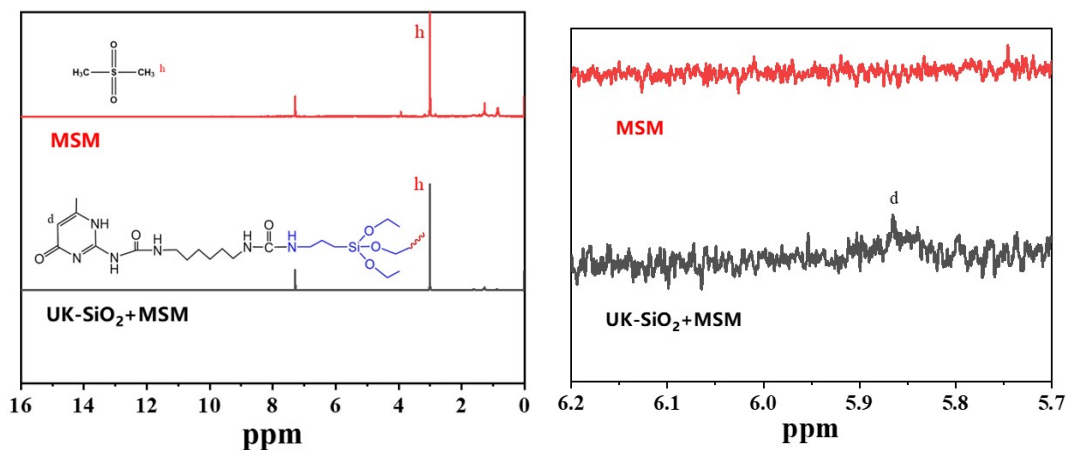 h
O
H₃C S CH₃ h
O
MSM
h
d
NH
O
O
O N N H N H
N H C N H
Si O
O
O
UK-SiO₂+MSM
16 14 12 10 8 6 4 2 0
ppm
MSM
d
UK-SiO₂+MSM
6.2 6.1 6.0 5.9 5.8 5.7
ppm